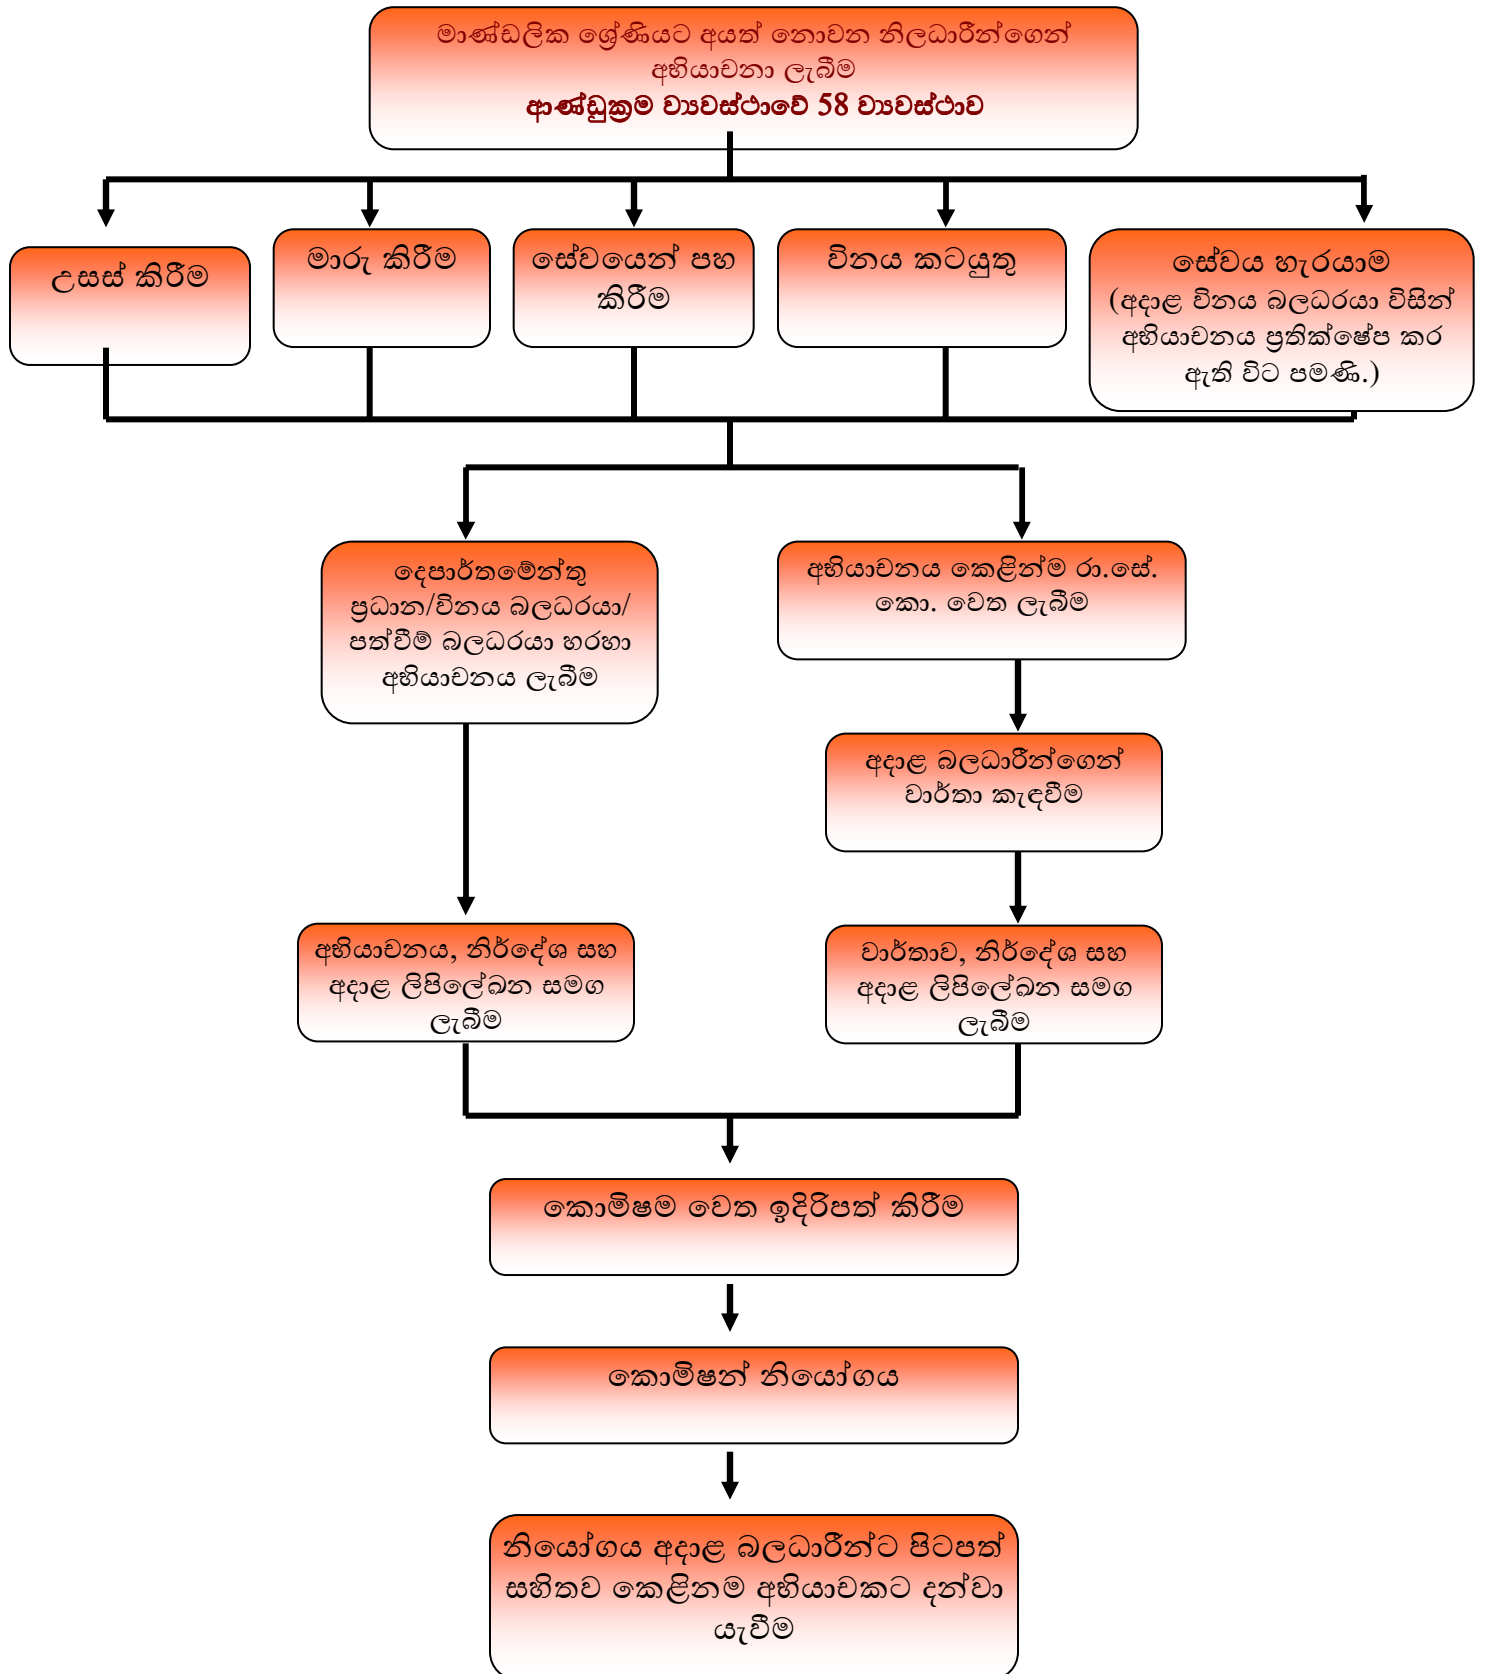 මාණ්ඩලික ශ්‍රේණියට අයත් නොවන නිලධාරීන්ගෙන්
අභියාචනා ලැබීම
ආණ්ඩුක්‍රම ව්‍යවස්ථාවේ 58 ව්‍යවස්ථාව
උසස් කිරීම
මාරු කිරීම
සේවයෙන් පහ
කිරීම
විනය කටයුතු
සේවය හැරයාම
(අදාළ විනය බලධරයා විසින්
අභියාචනය ප්‍රතික්ෂේප කර
ඇති විට පමණි.)
දෙපාර්තමේන්තු
ප්‍රධාන/විනය බලධරයා/
පත්වීම් බලධරයා හරහා
අභියාචනය ලැබීම
අභියාචනය කෙළින්ම රා.සේ.
කො. වෙත ලැබීම
අදාළ බලධාරීන්ගෙන්
වාර්තා කැඳවීම
අභියාචනය, නිර්දේශ සහ
අදාළ ලිපිලේඛන සමග
ලැබීම
වාර්තාව, නිර්දේශ සහ
අදාළ ලිපිලේඛන සමග
ලැබීම
කොමිෂම වෙත ඉදිරිපත් කිරීම
කොමිෂන් නියෝගය
නියෝගය අදාළ බලධාරීන්ට පිටපත්
සහිතව කෙළිනම අභියාචකට දන්වා
යැවීම